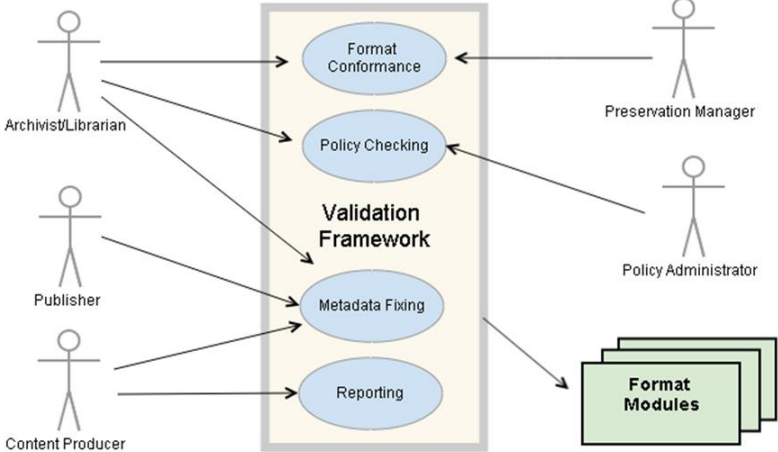 Format
Conformance
Archivist/Librarian
Preservation Manager
Policy Checking
Validation
Framework
Policy Administrator
Publisher
Metadata Fixing
Format
Modules
Reporting
Content Producer